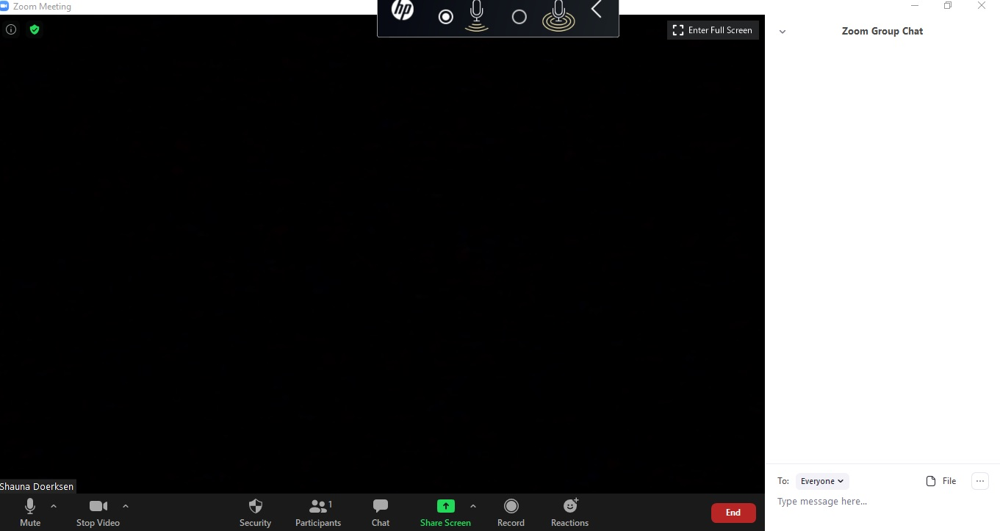 Zoom Meeting
hp
Enter Full Screen
Zoom Group Chat
Shauna Doerksen
To: Everyone File
Type message here...
Mute
Stop Video
Security
1
Participants
Chat
Share Screen
Record
Reactions
End